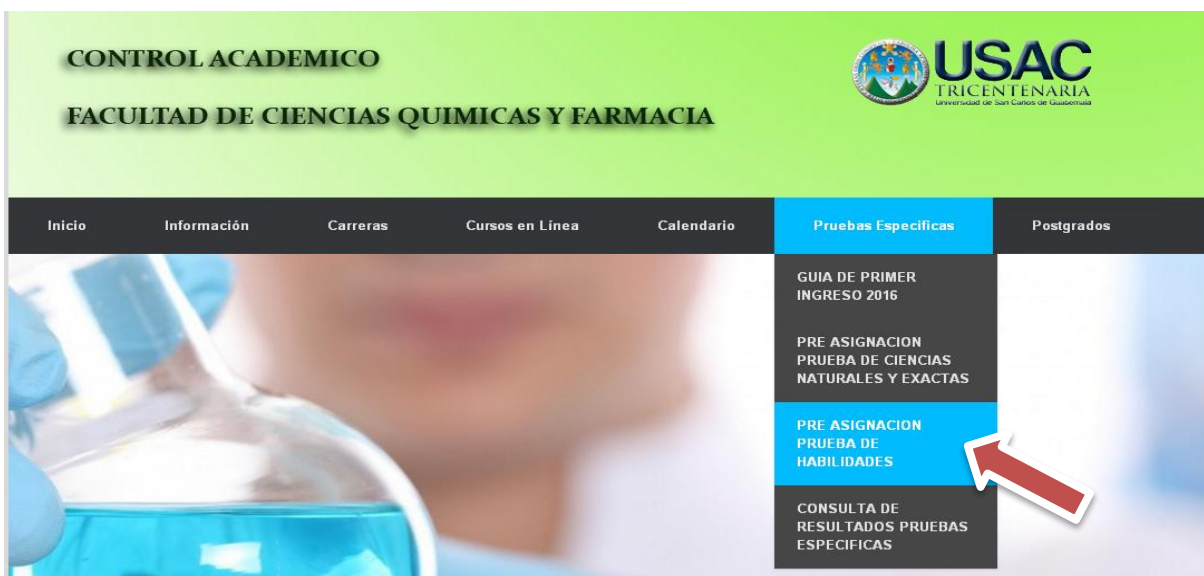 CONTROL ACADEMICO
FACULTAD DE CIENCIAS QUIMICAS Y FARMACIA
USAC
TRICENTENARIA
Universidad de San Carlos de Guatemala
Inicio
Información
Carreras
Cursos en Línea
Calendario
Pruebas Especificas
Postgrados
GUIA DE PRIMER
INGRESO 2016
PRE ASIGNACION
PRUEBA DE CIENCIAS
NATURALES Y EXACTAS
PRE ASIGNACION
PRUEBA DE
HABILIDADES
CONSULTA DE
RESULTADOS PRUEBAS
ESPECIFICAS